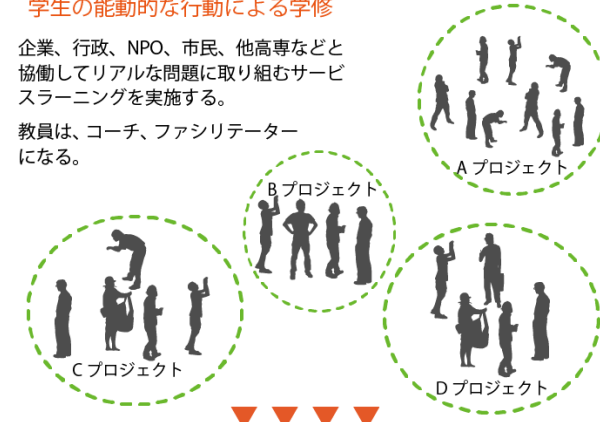 学生の能動的な行動による学修
企業、行政、NPO、市民、他高専などと
協働してリアルな問題に取り組むサービ
スラーニングを実施する。
教員は、コーチ、ファシリテーター
になる。
A プロジェクト
B プロジェクト
C プロジェクト
D プロジェクト